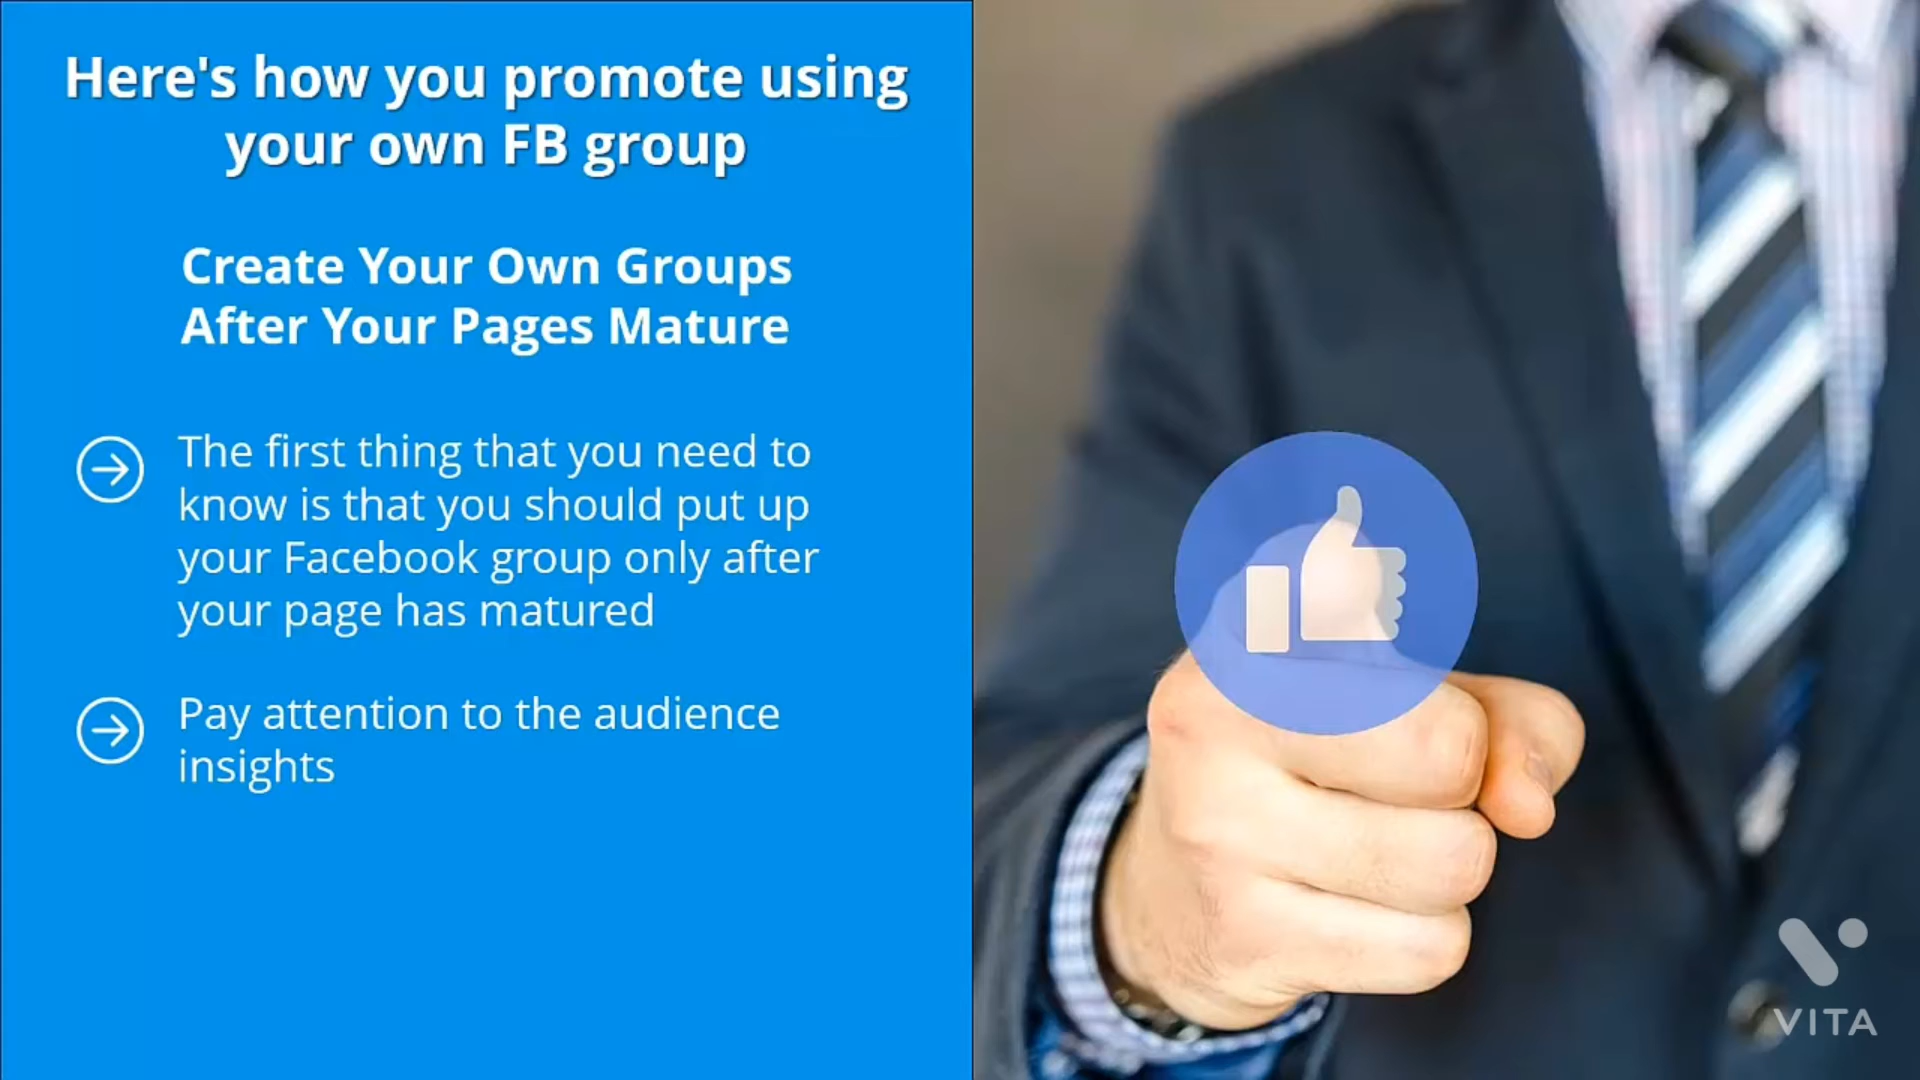 Here's how you promote using
your own FB group
Create Your Own Groups
After Your Pages Mature
The first thing that you need to
know is that you should put up
your Facebook group only after
your page has matured
Pay attention to the audience
insights
VITA